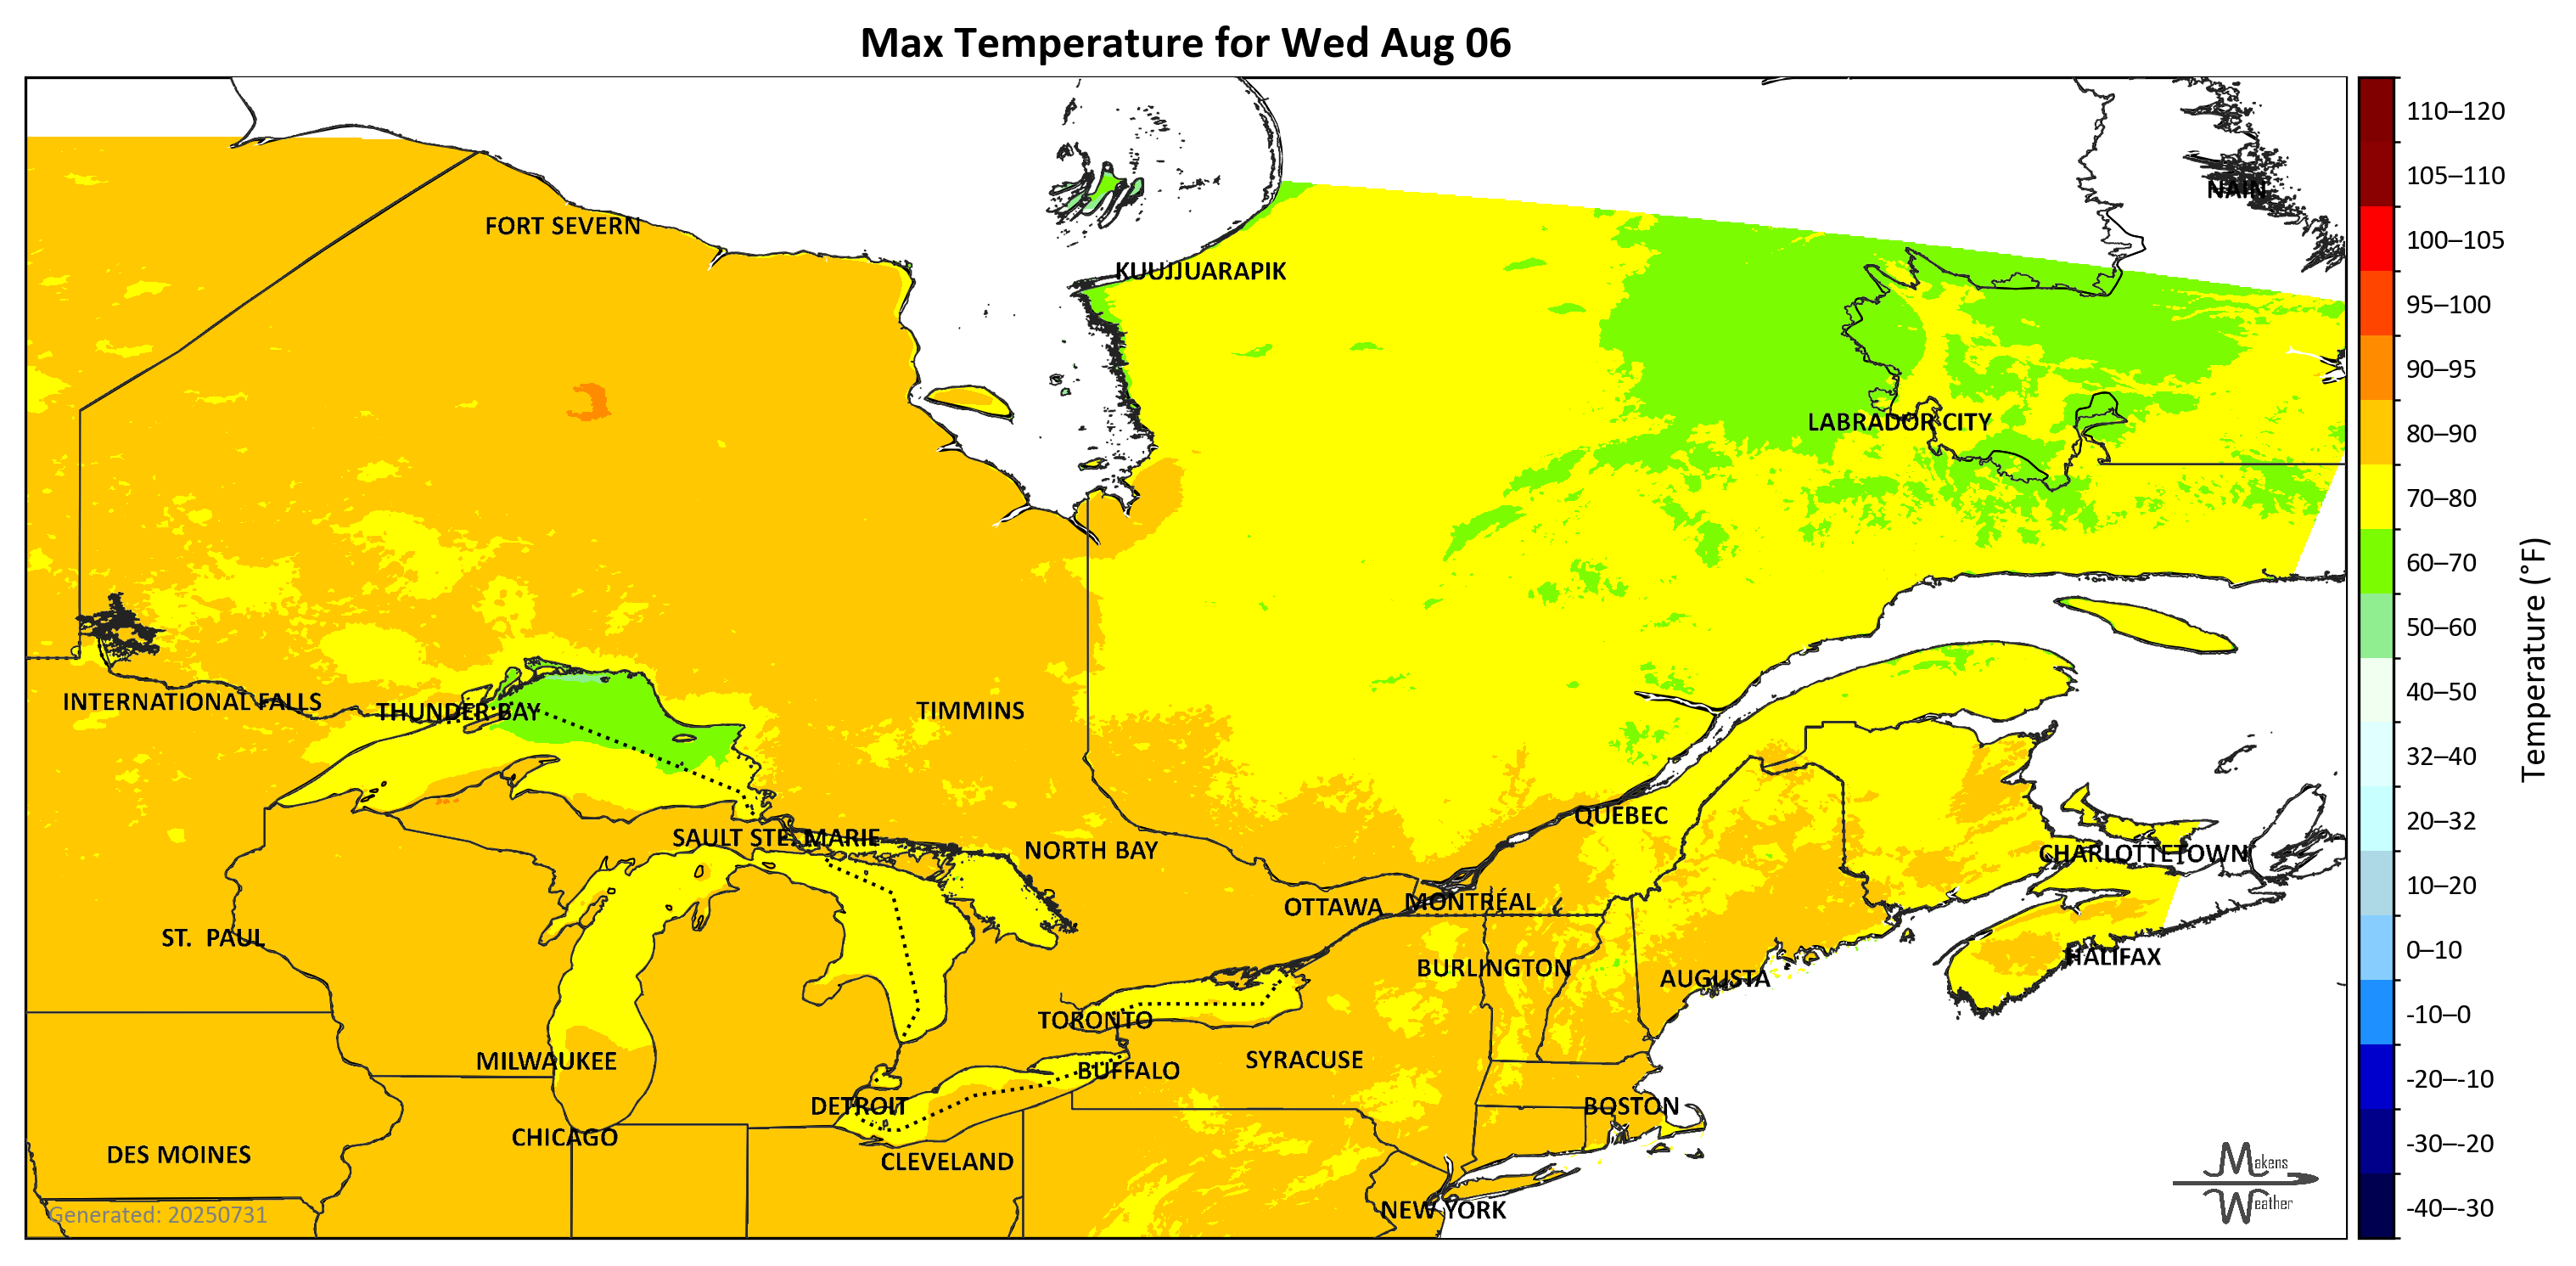 Max Temperature for Wed Aug 06
110–120
105–110
NAIN
FORT SEVERN
100–105
KUUJJUARAPIK
95–100
90–95
LABRADOR CITY
80–90
70–80
60–70
50–60
Temperature (°F)
INTERNATIONAL FALLS
THUNDER BAY
TIMMINS
40–50
32–40
QUEBEC
20–32
SAULT STE. MARIE
NORTH BAY
CHARLOTTETOWN
10–20
OTTAWA
MONTRÉAL
ST. PAUL
0–10
HALIFAX
BURLINGTON
AUGUSTA
-10–0
TORONTO
MILWAUKEE
SYRACUSE
BUFFALO
-20–-10
DETROIT
BOSTON
CHICAGO
-30–-20
DES MOINES
CLEVELAND
Makens
Weather
Generated: 20250731
NEW YORK
-40–-30